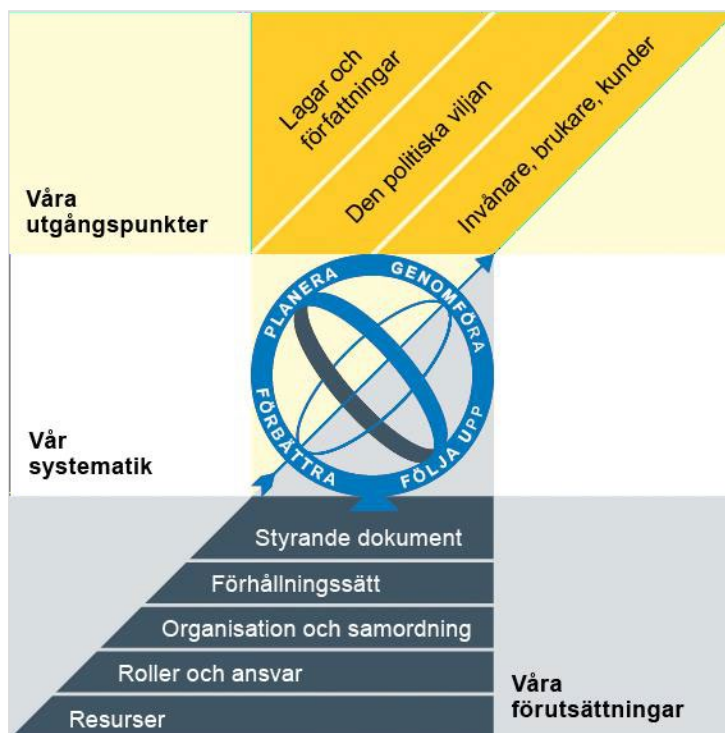 Lagar och
författningar
Den politiska viljan
Invånare, brukare, kunder
Våra
utgångspunkter
PLANERA
GENOMFÖRA
FÖLJA UPP
FÖRBÄTTRA
Vår
systematik
Styrande dokument
Förhållningssätt
Organisation och samordning
Roller och ansvar
Resurser
Våra
förutsättningar